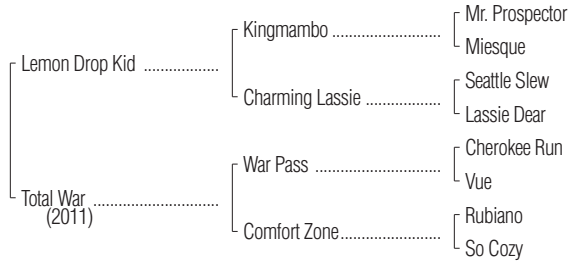 Mr. Prospector
Kingmambo ......................
Miesque
Lemon Drop Kid ..................
Seattle Slew
Charming Lassie ...............
Lassie Dear
Cherokee Run
War Pass .........................
Vue
Total War .............................
(2011)
Rubiano
Comfort Zone....................
So Cozy